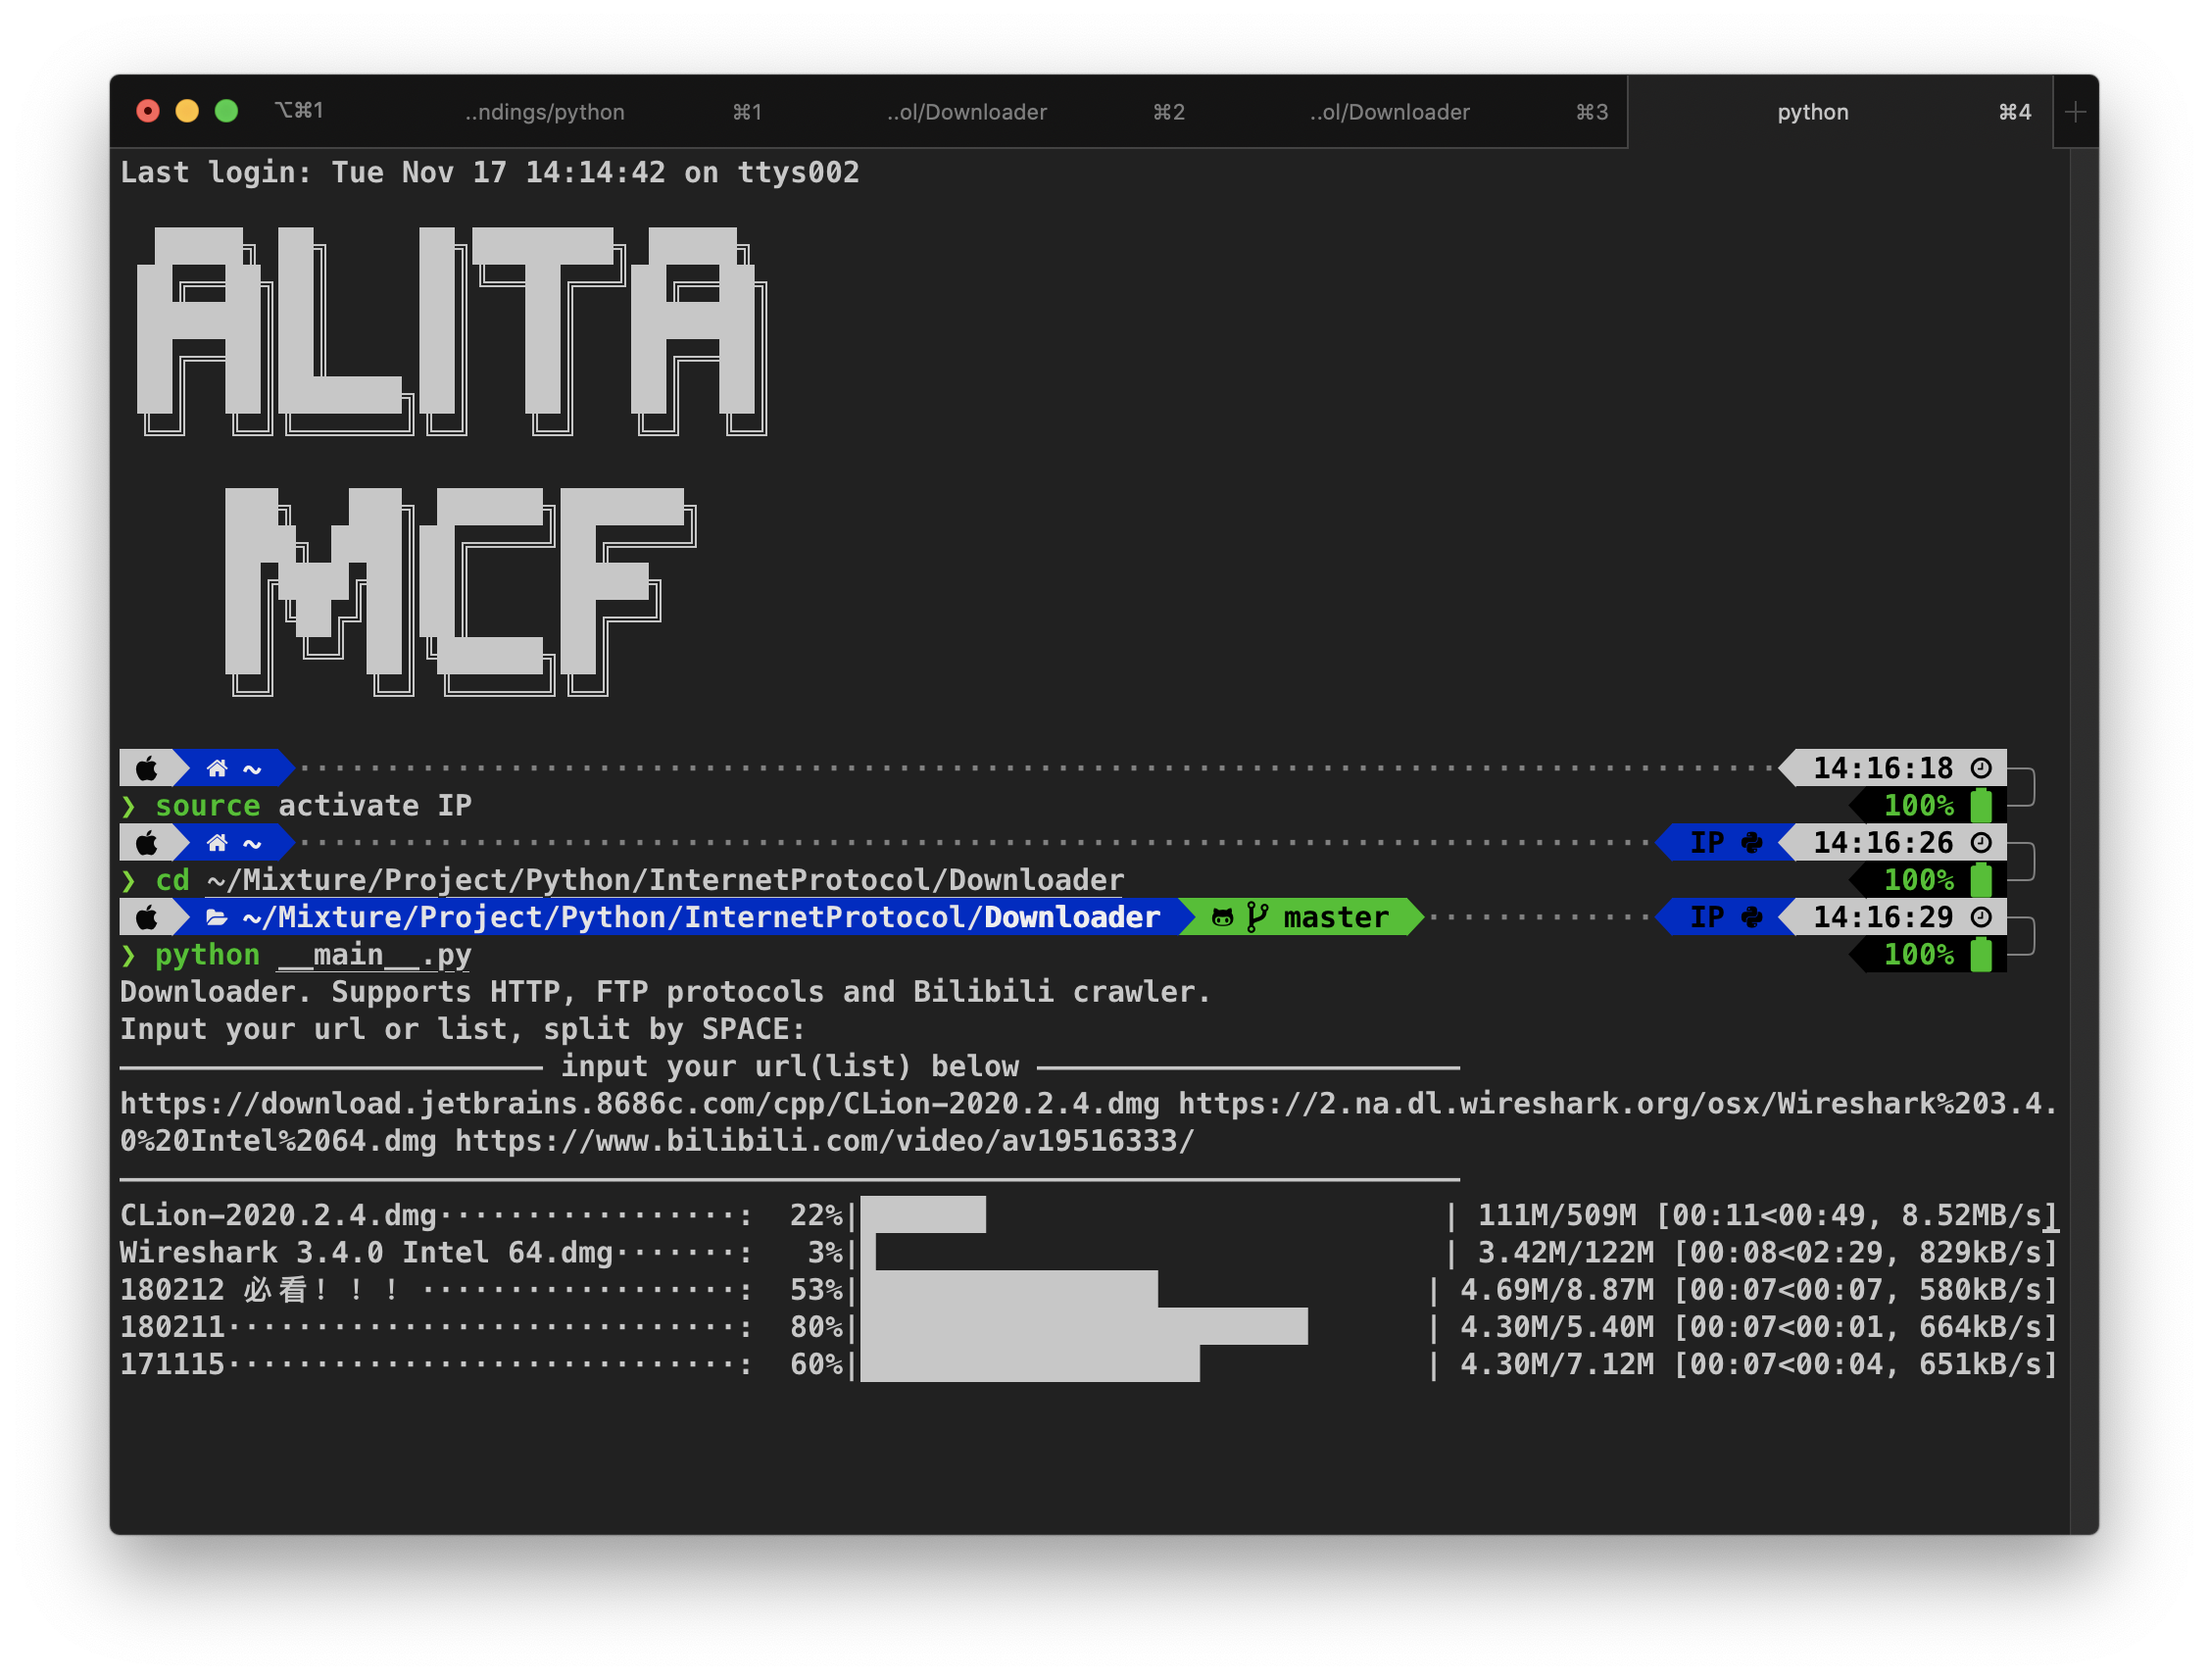 ⌥⌘1 ..ndings/python ⌘1 ..ol/Downloader ⌘2 ..ol/Downloader ⌘3 python ⌘4
Last login: Tue Nov 17 14:14:42 on ttys002
ALITA
MCF
~ 14:16:18
❯ source activate IP 100%
~ IP 14:16:26
❯ cd ~/Mixture/Project/Python/InternetProtocol/Downloader 100%
~/Mixture/Project/Python/InternetProtocol/Downloader master IP 14:16:29
❯ python __main__.py 100%
Downloader. Supports HTTP, FTP protocols and Bilibili crawler.
Input your url or list, split by SPACE:
———————————————————————— input your url(list) below ————————————————————————
https://download.jetbrains.8686c.com/cpp/CLion-2020.2.4.dmg https://2.na.dl.wireshark.org/osx/Wireshark%203.4.
0%20Intel%2064.dmg https://www.bilibili.com/video/av19516333/
CLion-2020.2.4.dmg·················: 22%| | 111M/509M [00:11<00:49, 8.52MB/s]
Wireshark 3.4.0 Intel 64.dmg·······: 3%| | 3.42M/122M [00:08<02:29, 829kB/s]
180212 必看！！！ ··················: 53%| | 4.69M/8.87M [00:07<00:07, 580kB/s]
180211·····························: 80%| | 4.30M/5.40M [00:07<00:01, 664kB/s]
171115·····························: 60%| | 4.30M/7.12M [00:07<00:04, 651kB/s]